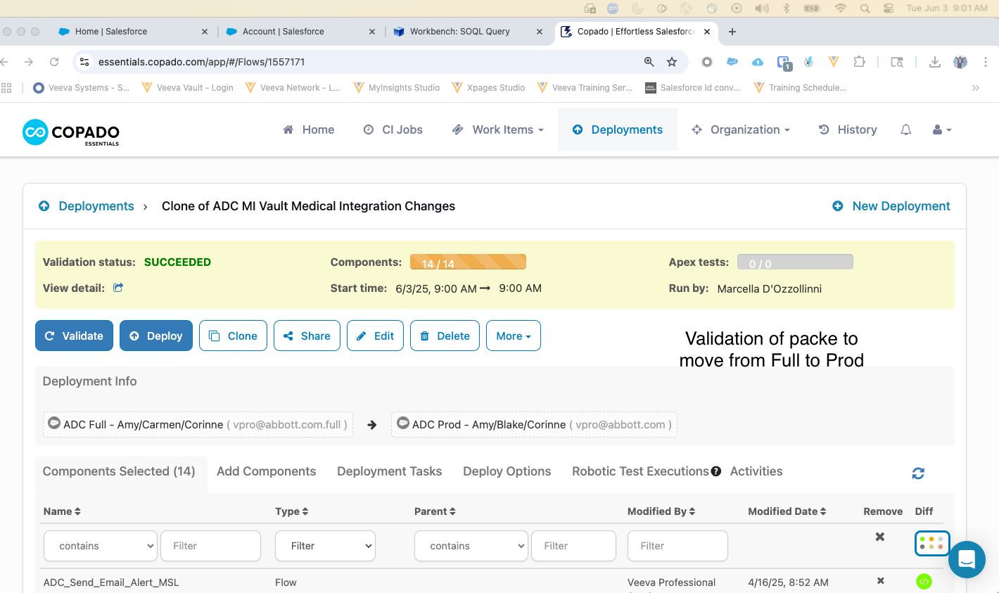 zm
Tue Jun 3 9:01 AM
Home | Salesforce
Account | Salesforce
Workbench: SOQL Query
Copado | Effortless Salesforce
essentials.copado.com/app/#/Flows/1557171
1
Veeva Systems - S...
Veeva Vault - Login
Veeva Network - L...
MyInsights Studio
Xpages Studio
Veeva Training Ser...
Salesforce Id conv...
Training Schedule...
COPADO
ESSENTIALS
Home
CI Jobs
Work Items
Deployments
Organization
History
Deployments › Clone of ADC MI Vault Medical Integration Changes
New Deployment
Validation status: SUCCEEDED
Components: 14 / 14
Apex tests: 0 / 0
View detail:
Start time: 6/3/25, 9:00 AM 9:00 AM
Run by: Marcella D'Ozzollinni
Validate
Deploy
Clone
Share
Edit
Delete
More
Validation of packe to
move from Full to Prod
Deployment Info
ADC Full - Amy/Carmen/Corinne ( vpro@abbott.com.full )
ADC Prod - Amy/Blake/Corinne ( vpro@abbott.com )
Components Selected (14)
Add Components
Deployment Tasks
Deploy Options
Robotic Test Executions ?
Activities
Name
Type
Parent
Modified By
Modified Date
Remove
Diff
contains
Filter
Filter
contains
Filter
Filter
ADC_Send_Email_Alert_MSL
Flow
Veeva Professional
4/16/25, 8:52 AM